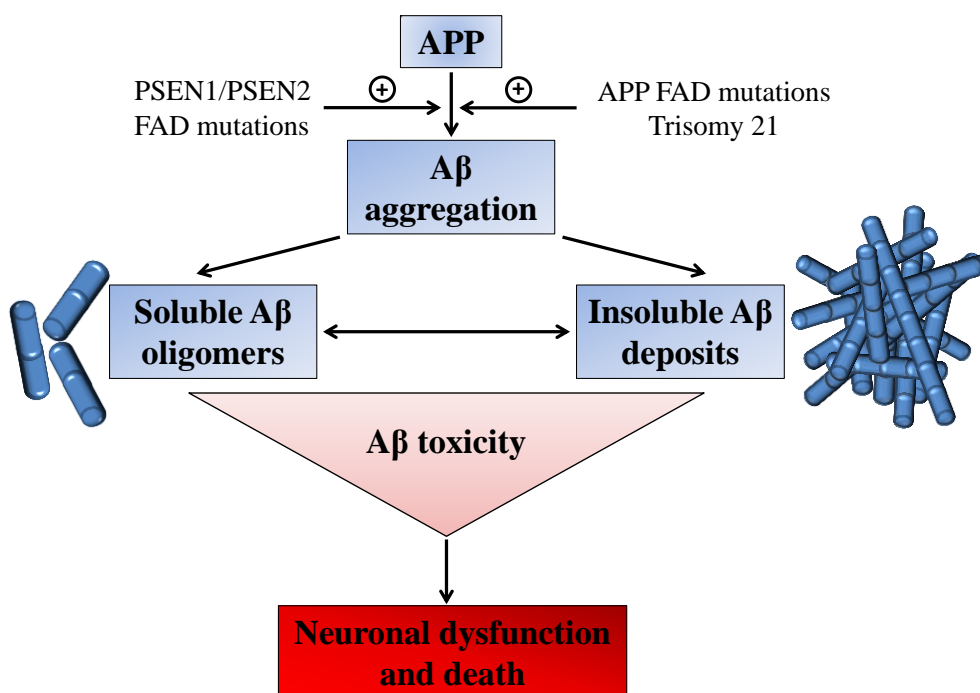 APP
PSEN1/PSEN2
FAD mutations
+
+
APP FAD mutations
Trisomy 21
Aβ
aggregation
Soluble Aβ
oligomers
Insoluble Aβ
deposits
Aβ toxicity
Neuronal dysfunction
and death